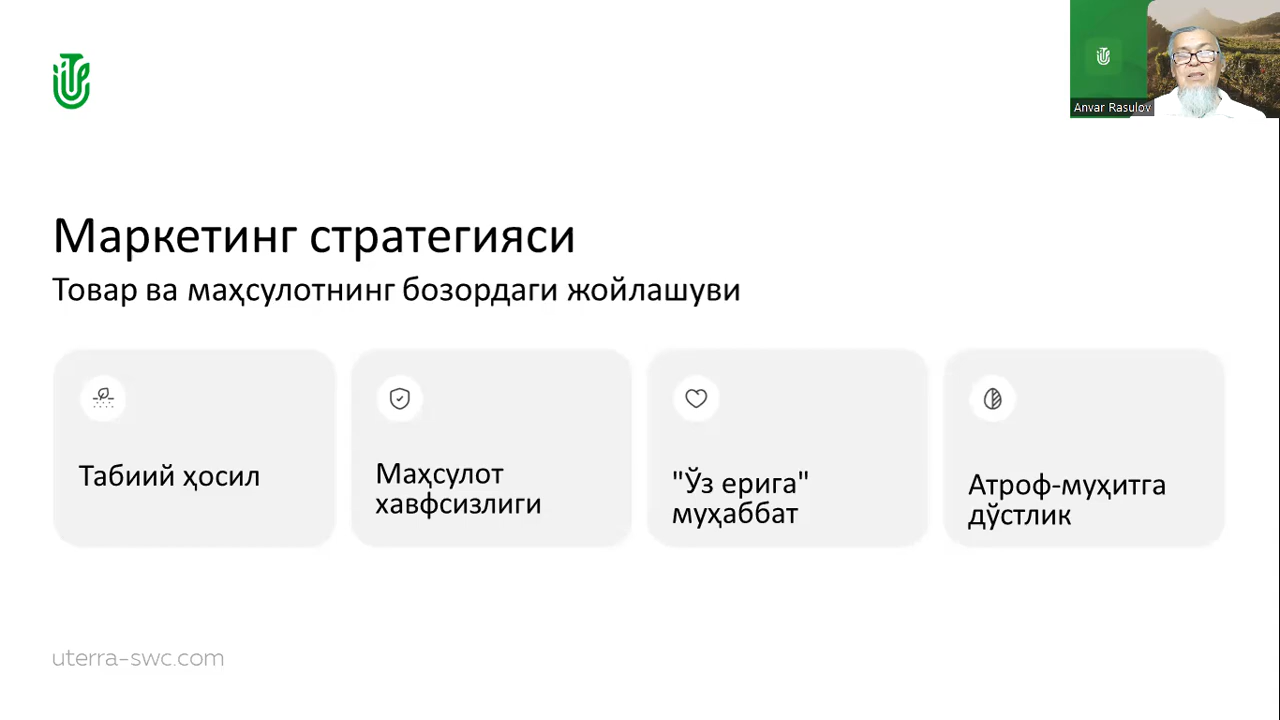 Anvar Rasulov
Маркетинг стратегияси
Товар ва маҳсулотнинг бозордаги жойлашуви
Табиий ҳосил
Маҳсулот
хавфсизлиги
"Ўз ерига"
муҳаббат
Атроф-муҳитга
дўстлик
uterra-swc.com